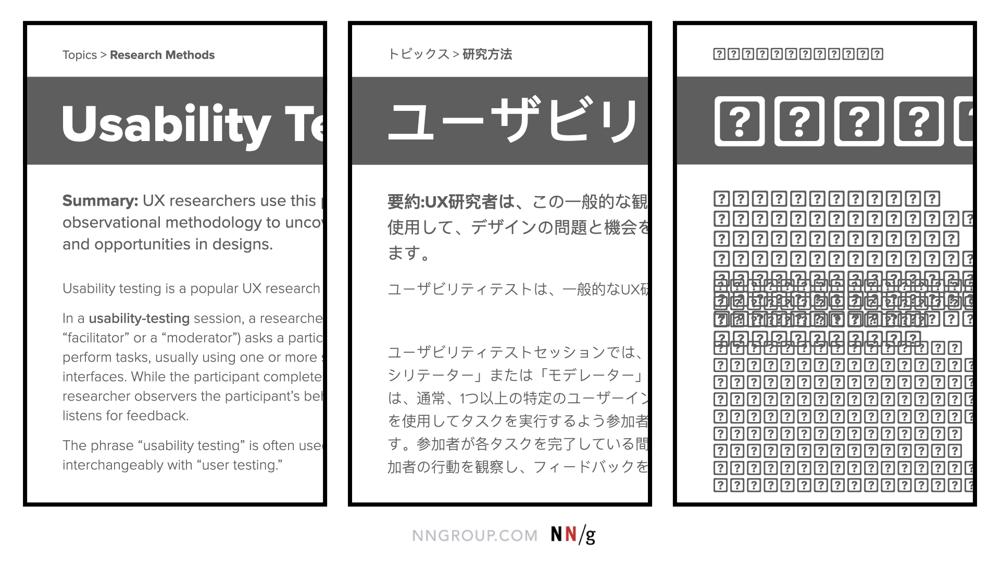 Topics > Research Methods
Usability Te
Summary: UX researchers use this
observational methodology to uncov
and opportunities in designs.
Usability testing is a popular UX research
In a usability-testing session, a researche
“facilitator” or a “moderator”) asks a partic
perform tasks, usually using one or more
interfaces. While the participant complete
researcher observers the participant’s beh
listens for feedback.
The phrase “usability testing” is often used
interchangeably with “user testing.”
トピックス > 研究方法
ユーザビリ
要約:UX研究者は、この一般的な観
使用して、デザインの問題と機会を
ます。
ユーザビリティテストは、一般的なUX研
ユーザビリティテストセッションでは、
シリテーター」または「モデレーター」
は、通常、1つ以上の特定のユーザーイン
を使用してタスクを実行するよう参加者
す。参加者が各タスクを完了している間
加者の行動を観察し、フィードバックを
NNGROUP.COM NN/g